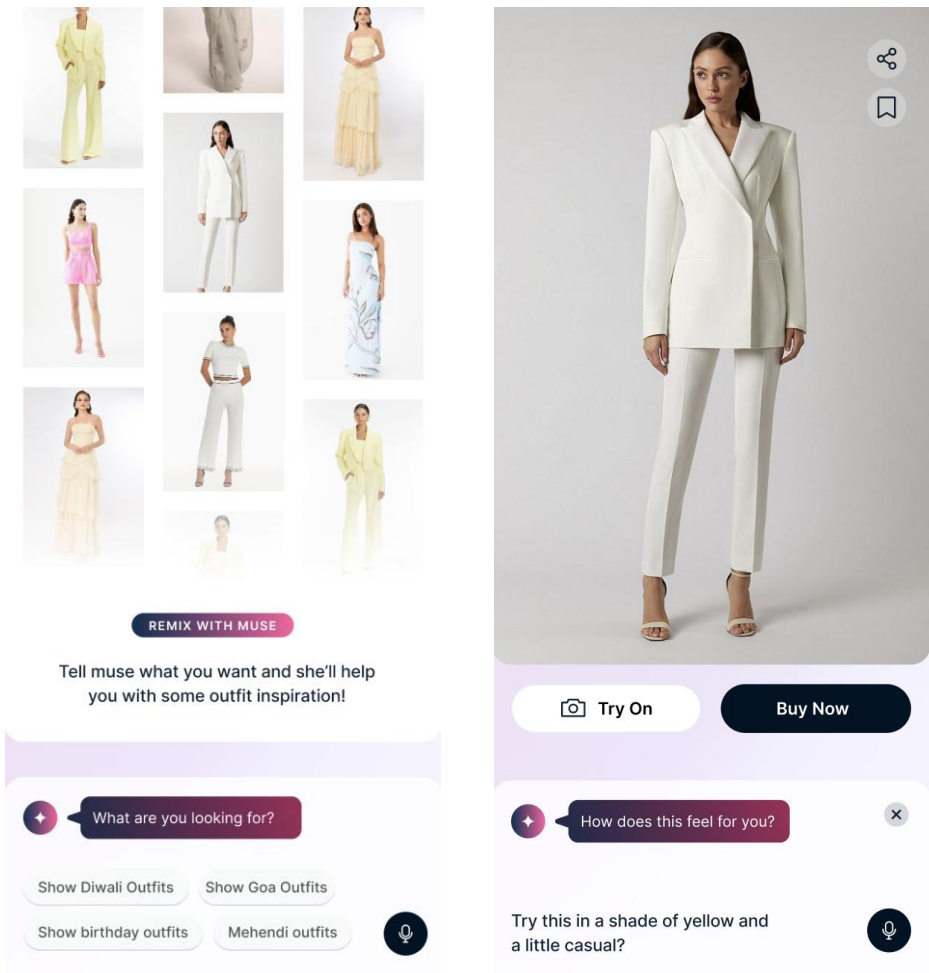 REMIX WITH MUSE
Tell muse what you want and she'll help
you with some outfit inspiration!
What are you looking for?
Show Diwali Outfits
Show Goa Outfits
Show birthday outfits
Mehendi outfits
Try On
Buy Now
How does this feel for you?
Try this in a shade of yellow and
a little casual?